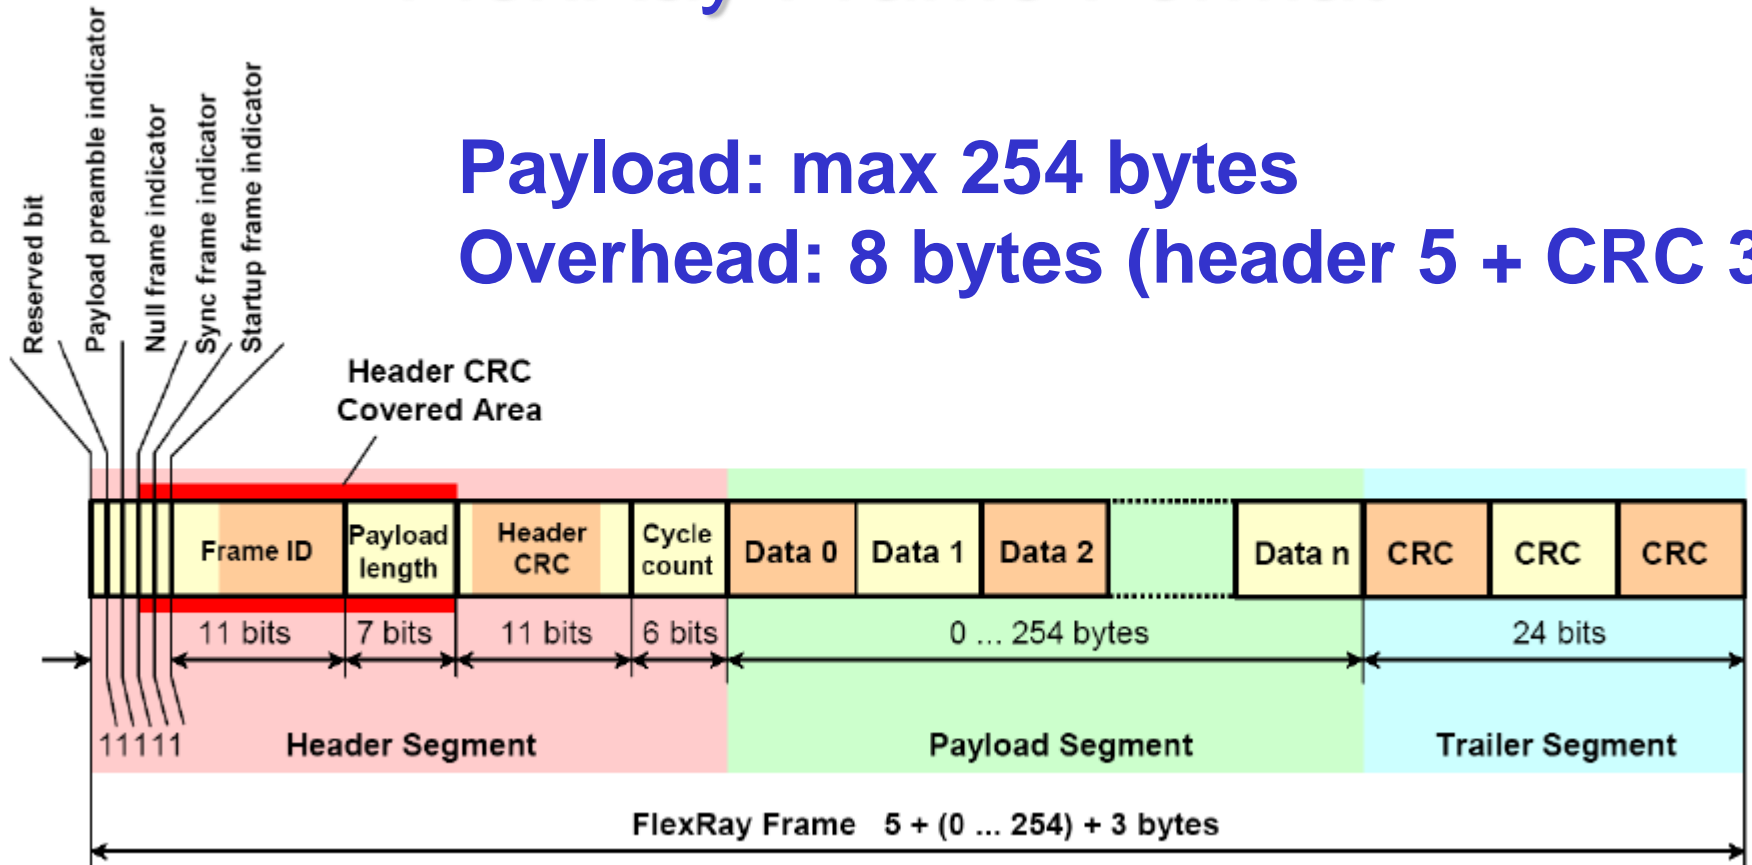 Payload: max 254 bytes
Overhead: 8 bytes (header 5 + CRC 3
Reserved bit
Payload preamble indicator
Null frame indicator
Sync frame indicator
Startup frame indicator
Header CRC
Covered Area
Frame ID
Payload
length
Header
CRC
Cycle
count
Data 0
Data 1
Data 2
Data n
CRC
CRC
CRC
11 bits
7 bits
11 bits
6 bits
0 ... 254 bytes
24 bits
11111
Header Segment
Payload Segment
Trailer Segment
FlexRay Frame 5 + (0 ... 254) + 3 bytes